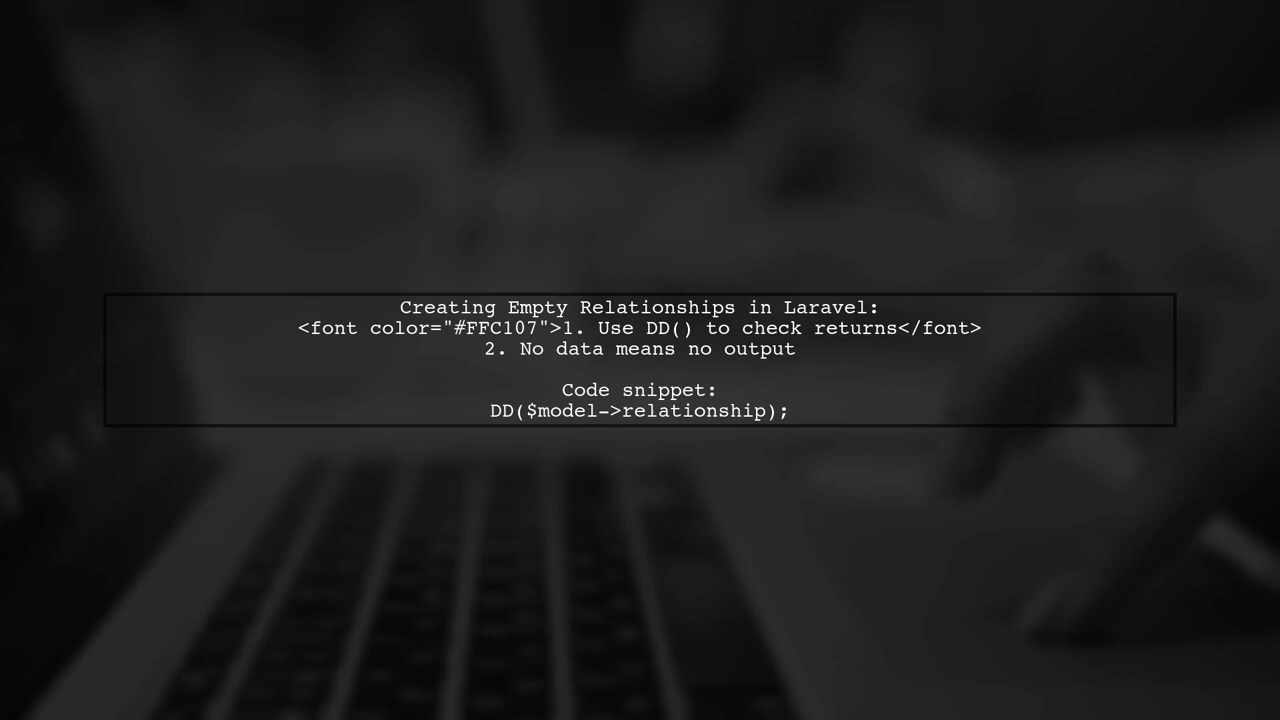 Creating Empty Relationships in Laravel:
<font color="#FFC107">1. Use DD() to check returns</font>
2. No data means no output
Code snippet:
DD($model->relationship);